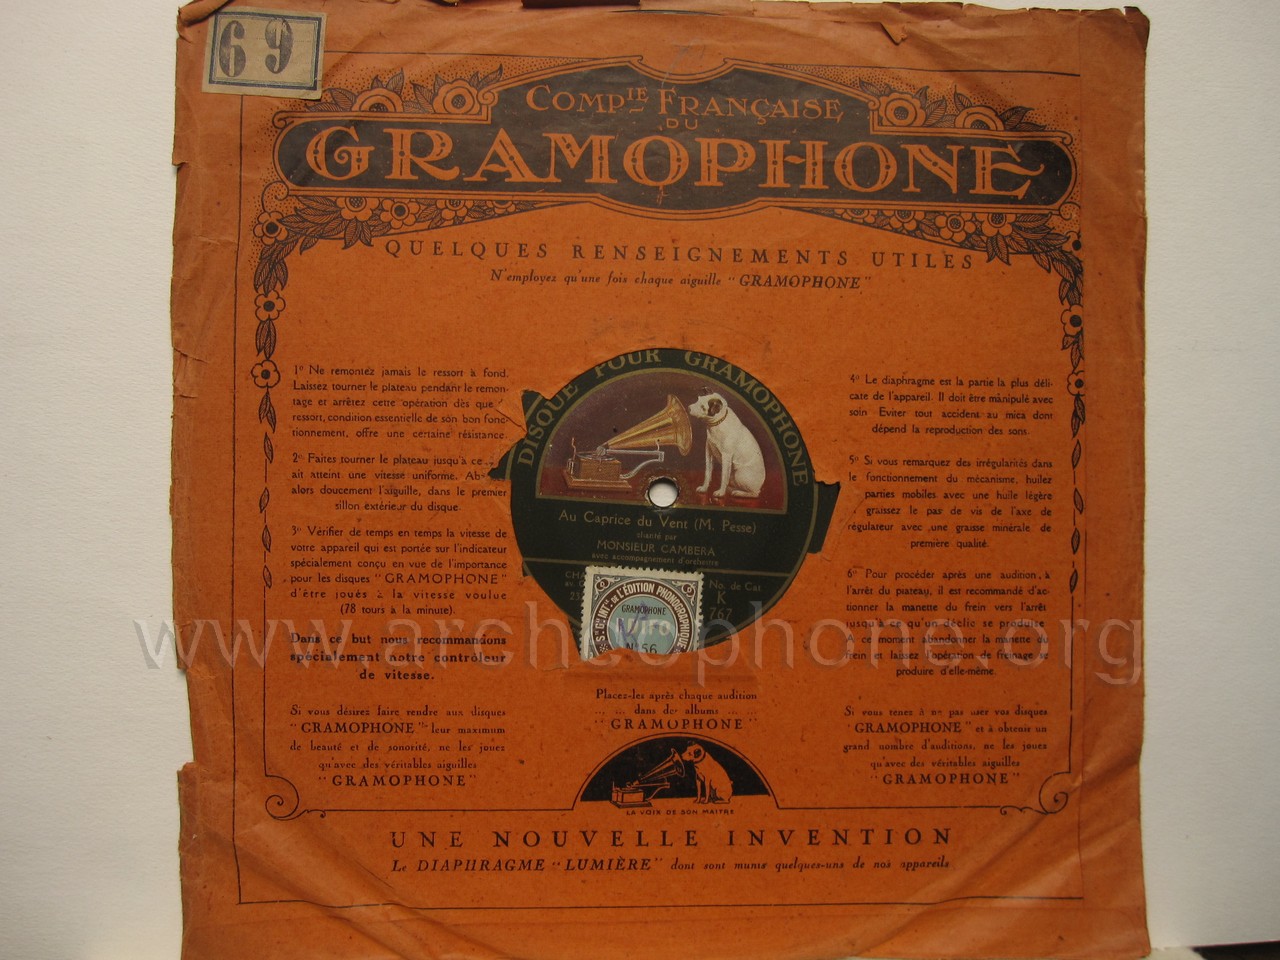 69
COMPIE FRANÇAISE
DU
GRAMOPHONE
QUELQUES RENSEIGNEMENTS UTILES
N'employez qu'une fois chaque aiguille "GRAMOPHONE"
1º Ne remontez jamais le ressort à fond.
Laissez tourner le plateau pendant le remon-
tage et arrêtez cette opération dès que
ressort, condition essentielle de son bon fonc-
tionnement, offre une certaine résistance.
2º Faites tourner le plateau jusqu'à ce
ait atteint une vitesse uniforme.
alors doucement l'aiguille, dans le premier
sillon extérieur du disque.
3º Vérifier de temps en temps la vitesse de
votre appareil qui est portée sur l'indicateur
spécialement conçu en vue de l'importance
pour les disques "GRAMOPHONE"
d'être joués à la vitesse voulue
(78 tours à la minute).
Dans ce but nous recommandons
spécialement notre contrôleur
de vitesse.
Si vous désirez faire rendre aux disques
"GRAMOPHONE" leur maximum
de beauté et de sonorité, ne les jouez
qu'avec des véritables aiguilles
"GRAMOPHONE"
DISQUE POUR GRAMOPHONE
Au Caprice du Vent (M. Pesse)
chanté par
MONSIEUR CAMBERA
avec accompagnement d'orchestre
No. de Cat
K
767
Sté Gle INTle DE L'ÉDITION PHONOGRAPHIQUE
GRAMOPHONE
Nº 56
Placez-les après chaque audition
... ... dans des albums ... ...
"GRAMOPHONE"
LA VOIX DE SON MAITRE
4º Le diaphragme est la partie la plus déli-
cate de l'appareil. Il doit être manipulé avec
soin Eviter tout accident au mica dont
dépend la reproduction des sons.
5º Si vous remarquez des irrégularités dans
le fonctionnement du mécanisme, huilez
parties mobiles avec une huile légère
graissez le pas de vis de l'axe de
régulateur avec une graisse minérale de
première qualité.
6º Pour procéder après une audition, à
l'arrêt du plateau, il est recommandé d'ac-
tionner la manette du frein vers l'arrêt
jusqu'à ce qu'un déclic se produite
A ce moment abandonner la manette du
frein et laissez l'opération de freinage se
produire d'elle-même.
Si vous tenez à ne pas user vos disques
"GRAMOPHONE" et à obtenir un
grand nombre d'auditions, ne les jouez
qu'avec des véritables aiguilles
"GRAMOPHONE"
UNE NOUVELLE INVENTION
Le DIAPHRAGME "LUMIÈRE" dont sont munis quelques-uns de nos appareils
www.archeophone.org